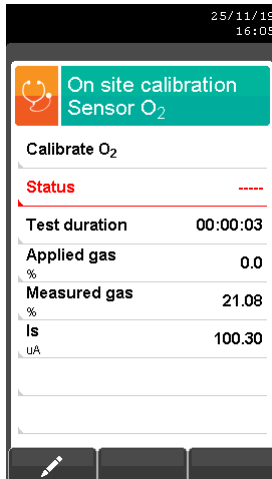 25/11/19
16:05
On site calibration
Sensor O₂
Calibrate O₂
Status -----
Test duration 00:00:03
Applied gas 0.0
%
Measured gas 21.08
%
Is 100.30
uA